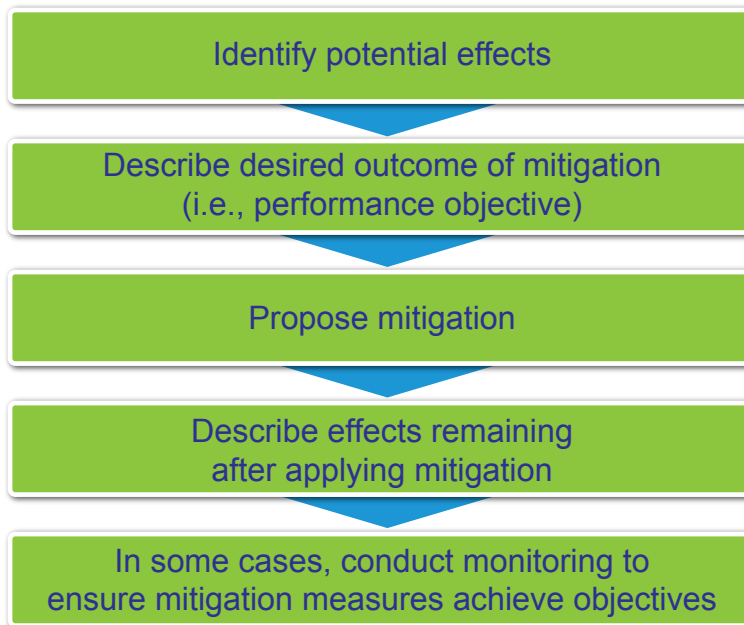 Identify potential effects
Describe desired outcome of mitigation
(i.e., performance objective)
Propose mitigation
Describe effects remaining
after applying mitigation
In some cases, conduct monitoring to
ensure mitigation measures achieve objectives